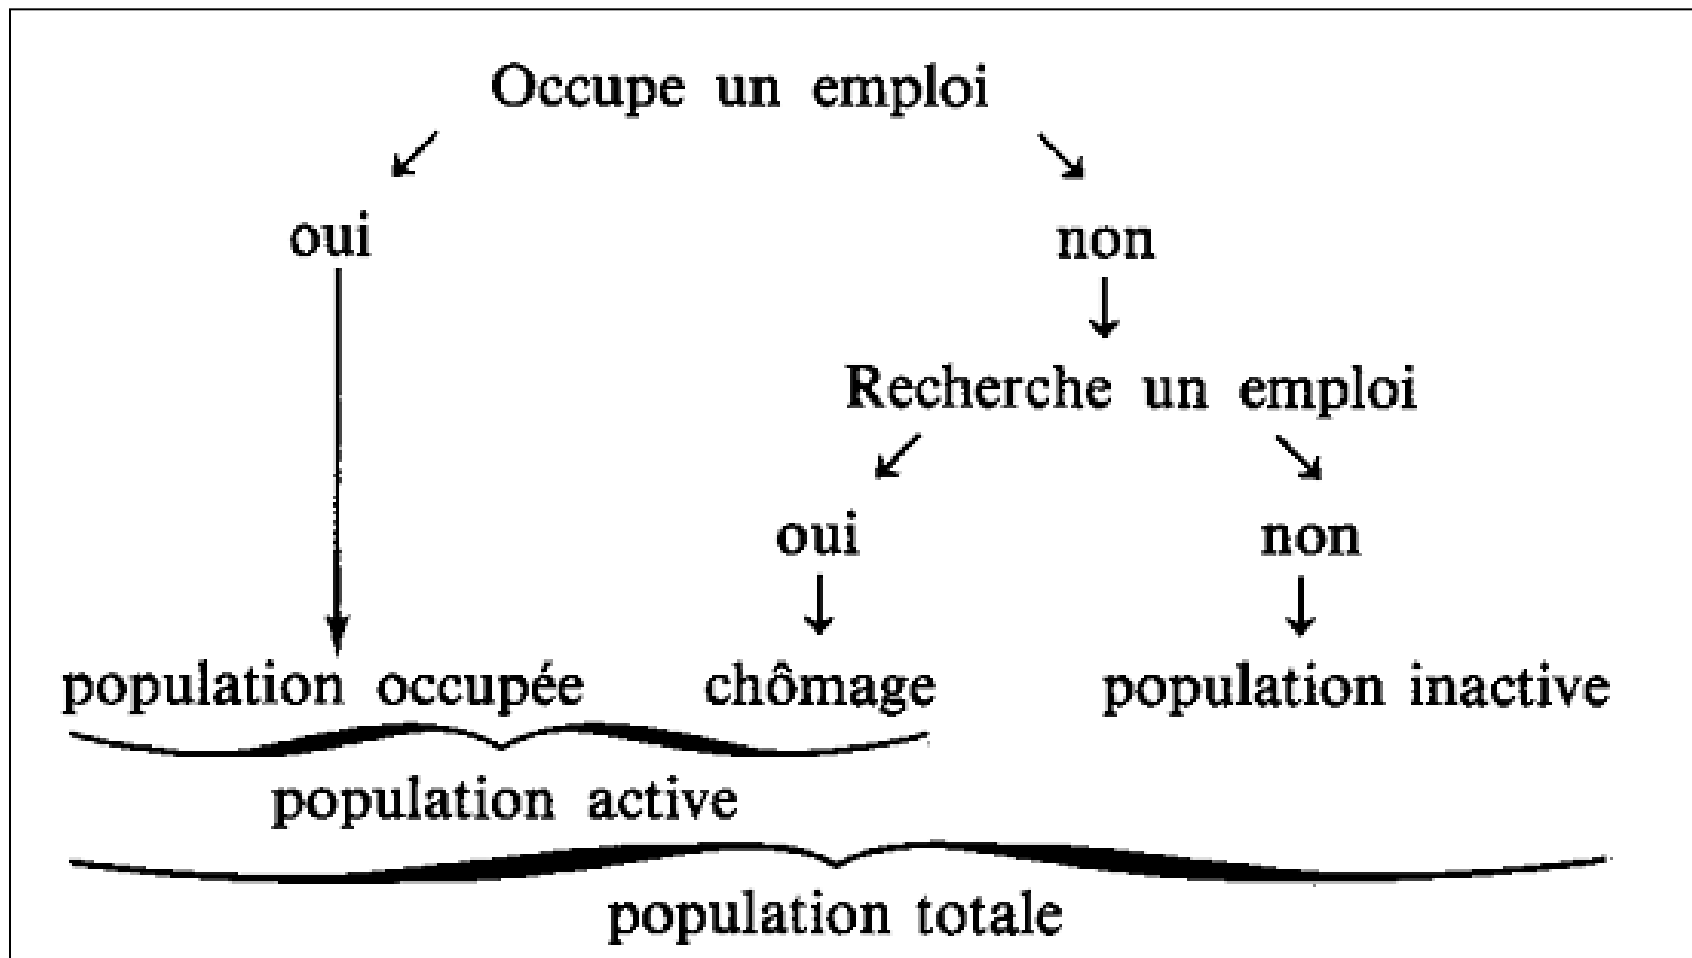 Occupe un emploi
oui non
Recherche un emploi
oui non
population occupée chômage population inactive
population active
population totale